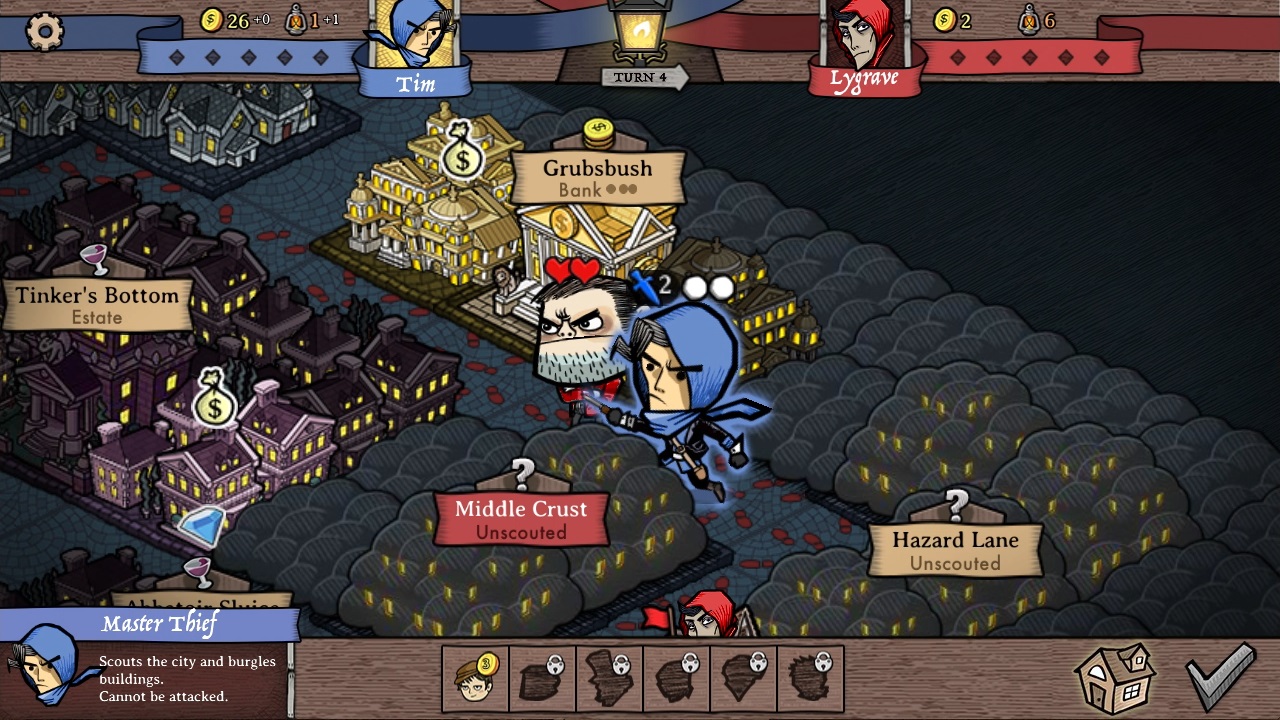 26 +0
1 +1
TURN 4
2
6
Tim
Lygrave
Grubsbush
Bank
Tinker's Bottom
Estate
2
Middle Crust
Unscouted
Hazard Lane
Unscouted
Master Thief
Scouts the city and burgles
buildings.
Cannot be attacked.
3